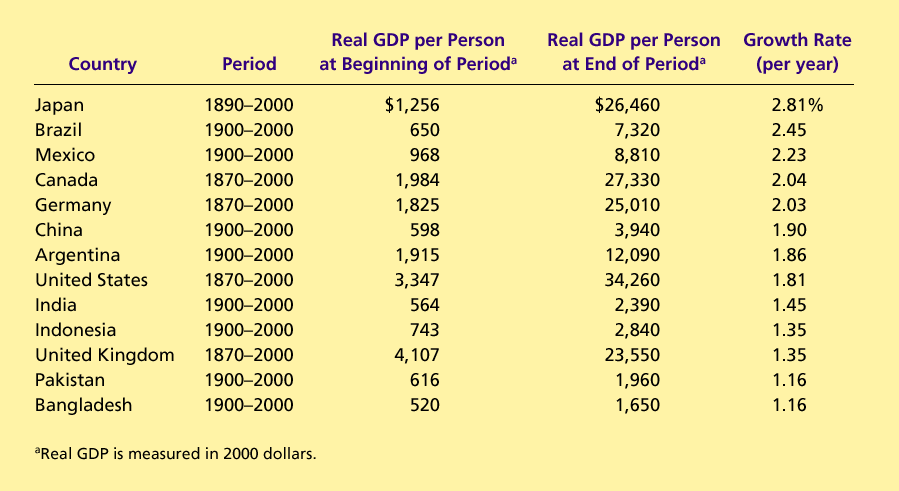 Country Period Real GDP per Person at Beginning of Periodᵃ Real GDP per Person at End of Periodᵃ Growth Rate (per year)
Japan 1890–2000 $1,256 $26,460 2.81%
Brazil 1900–2000 650 7,320 2.45
Mexico 1900–2000 968 8,810 2.23
Canada 1870–2000 1,984 27,330 2.04
Germany 1870–2000 1,825 25,010 2.03
China 1900–2000 598 3,940 1.90
Argentina 1900–2000 1,915 12,090 1.86
United States 1870–2000 3,347 34,260 1.81
India 1900–2000 564 2,390 1.45
Indonesia 1900–2000 743 2,840 1.35
United Kingdom 1870–2000 4,107 23,550 1.35
Pakistan 1900–2000 616 1,960 1.16
Bangladesh 1900–2000 520 1,650 1.16
ᵃReal GDP is measured in 2000 dollars.